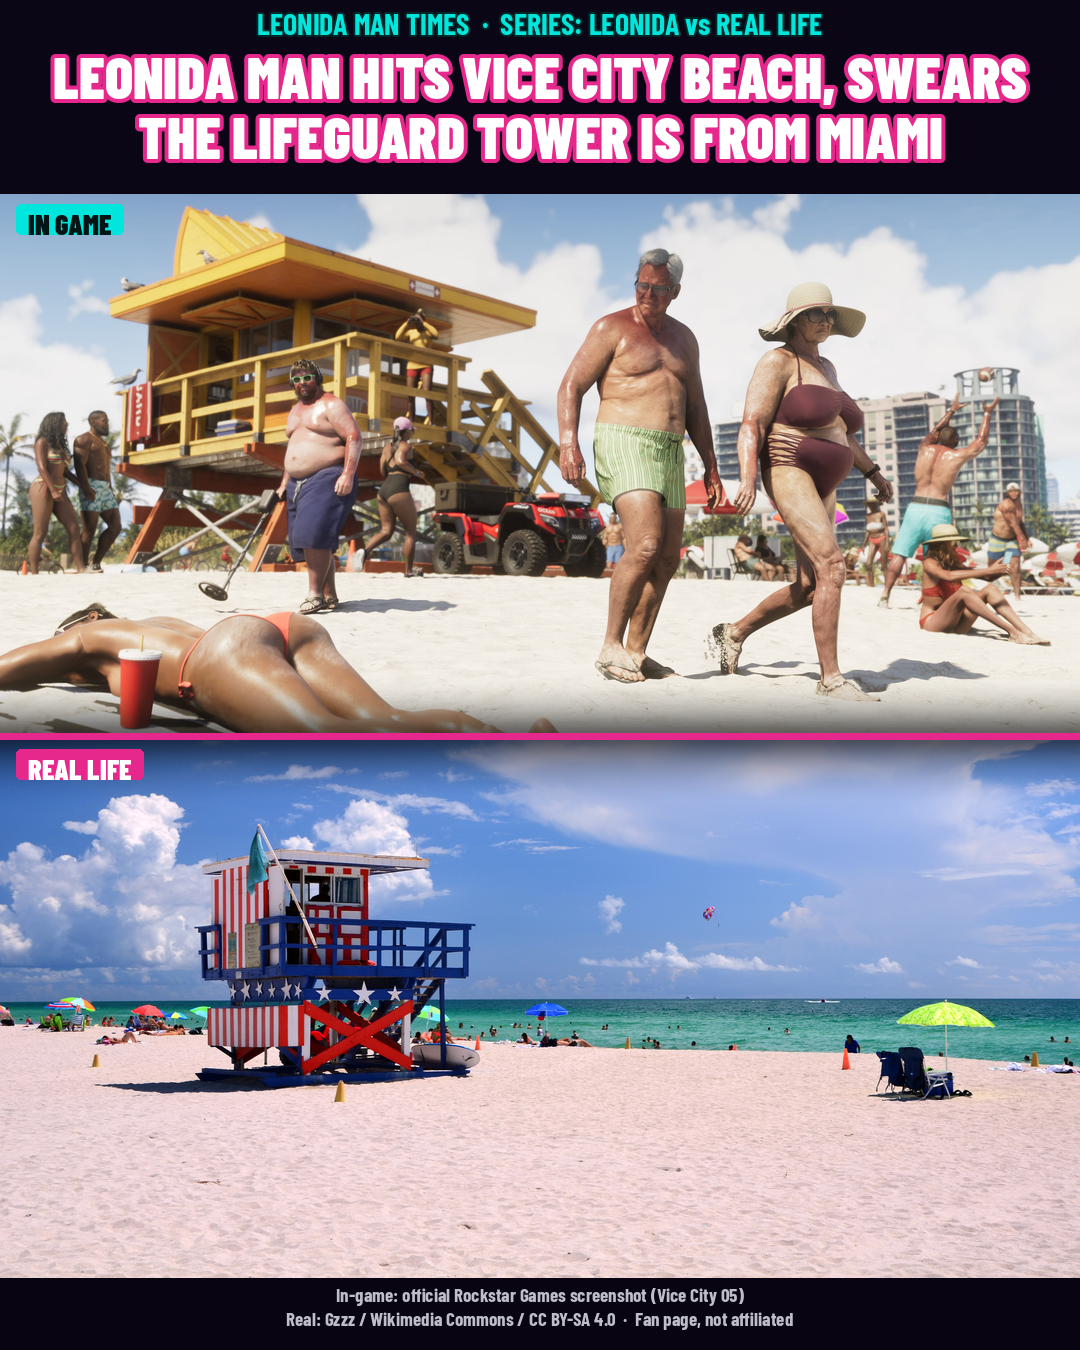 LEONIDA MAN TIMES · SERIES: LEONIDA vs REAL LIFE
LEONIDA MAN HITS VICE CITY BEACH, SWEARS
THE LIFEGUARD TOWER IS FROM MIAMI
IN GAME
REAL LIFE
In-game: official Rockstar Games screenshot (Vice City 05)
Real: Gzzz / Wikimedia Commons / CC BY-SA 4.0 · Fan page, not affiliated